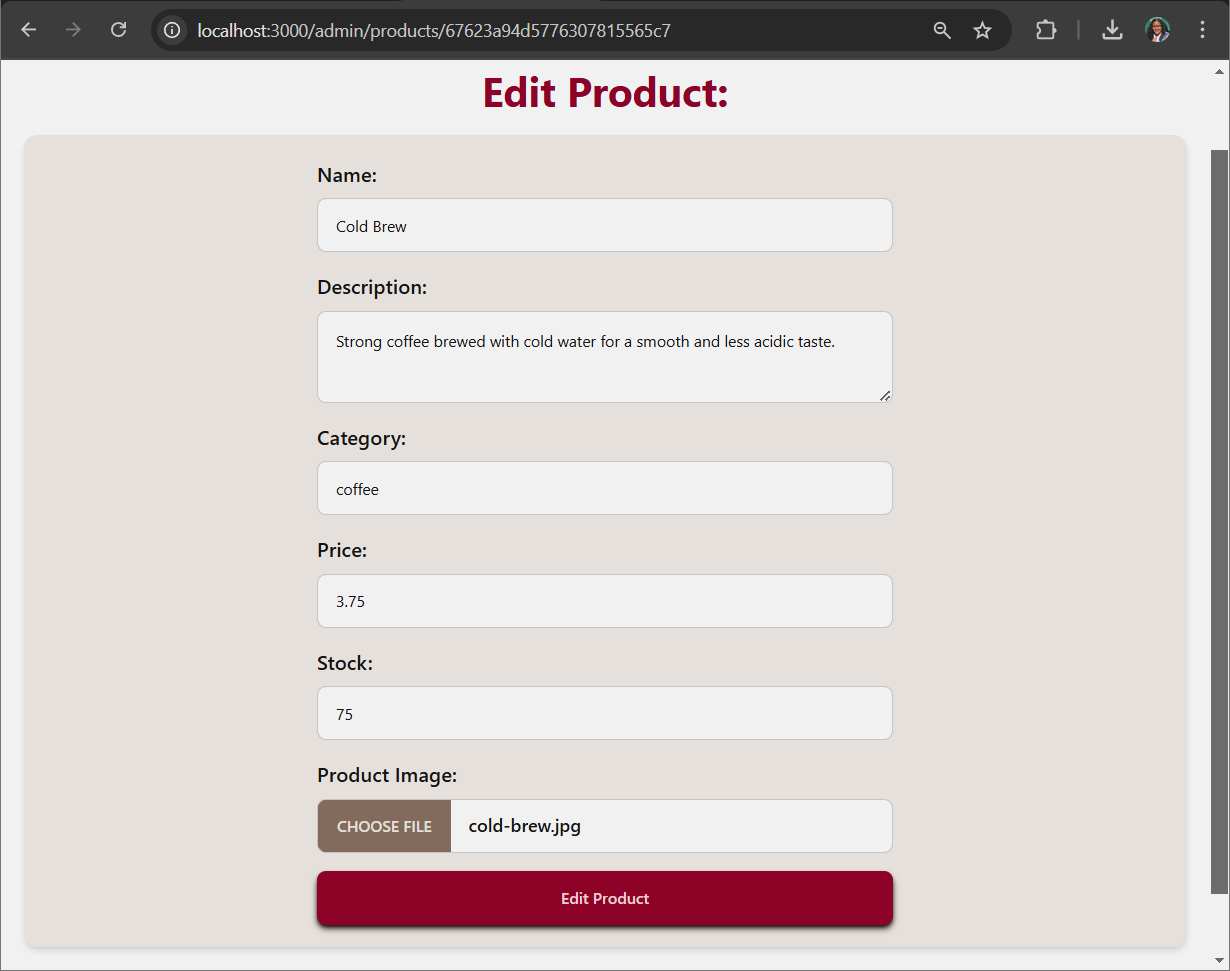 localhost:3000/admin/products/67623a94d5776307815565c7
Edit Product:
Name:
Cold Brew
Description:
Strong coffee brewed with cold water for a smooth and less acidic taste.
Category:
coffee
Price:
3.75
Stock:
75
Product Image:
CHOOSE FILE cold-brew.jpg
Edit Product